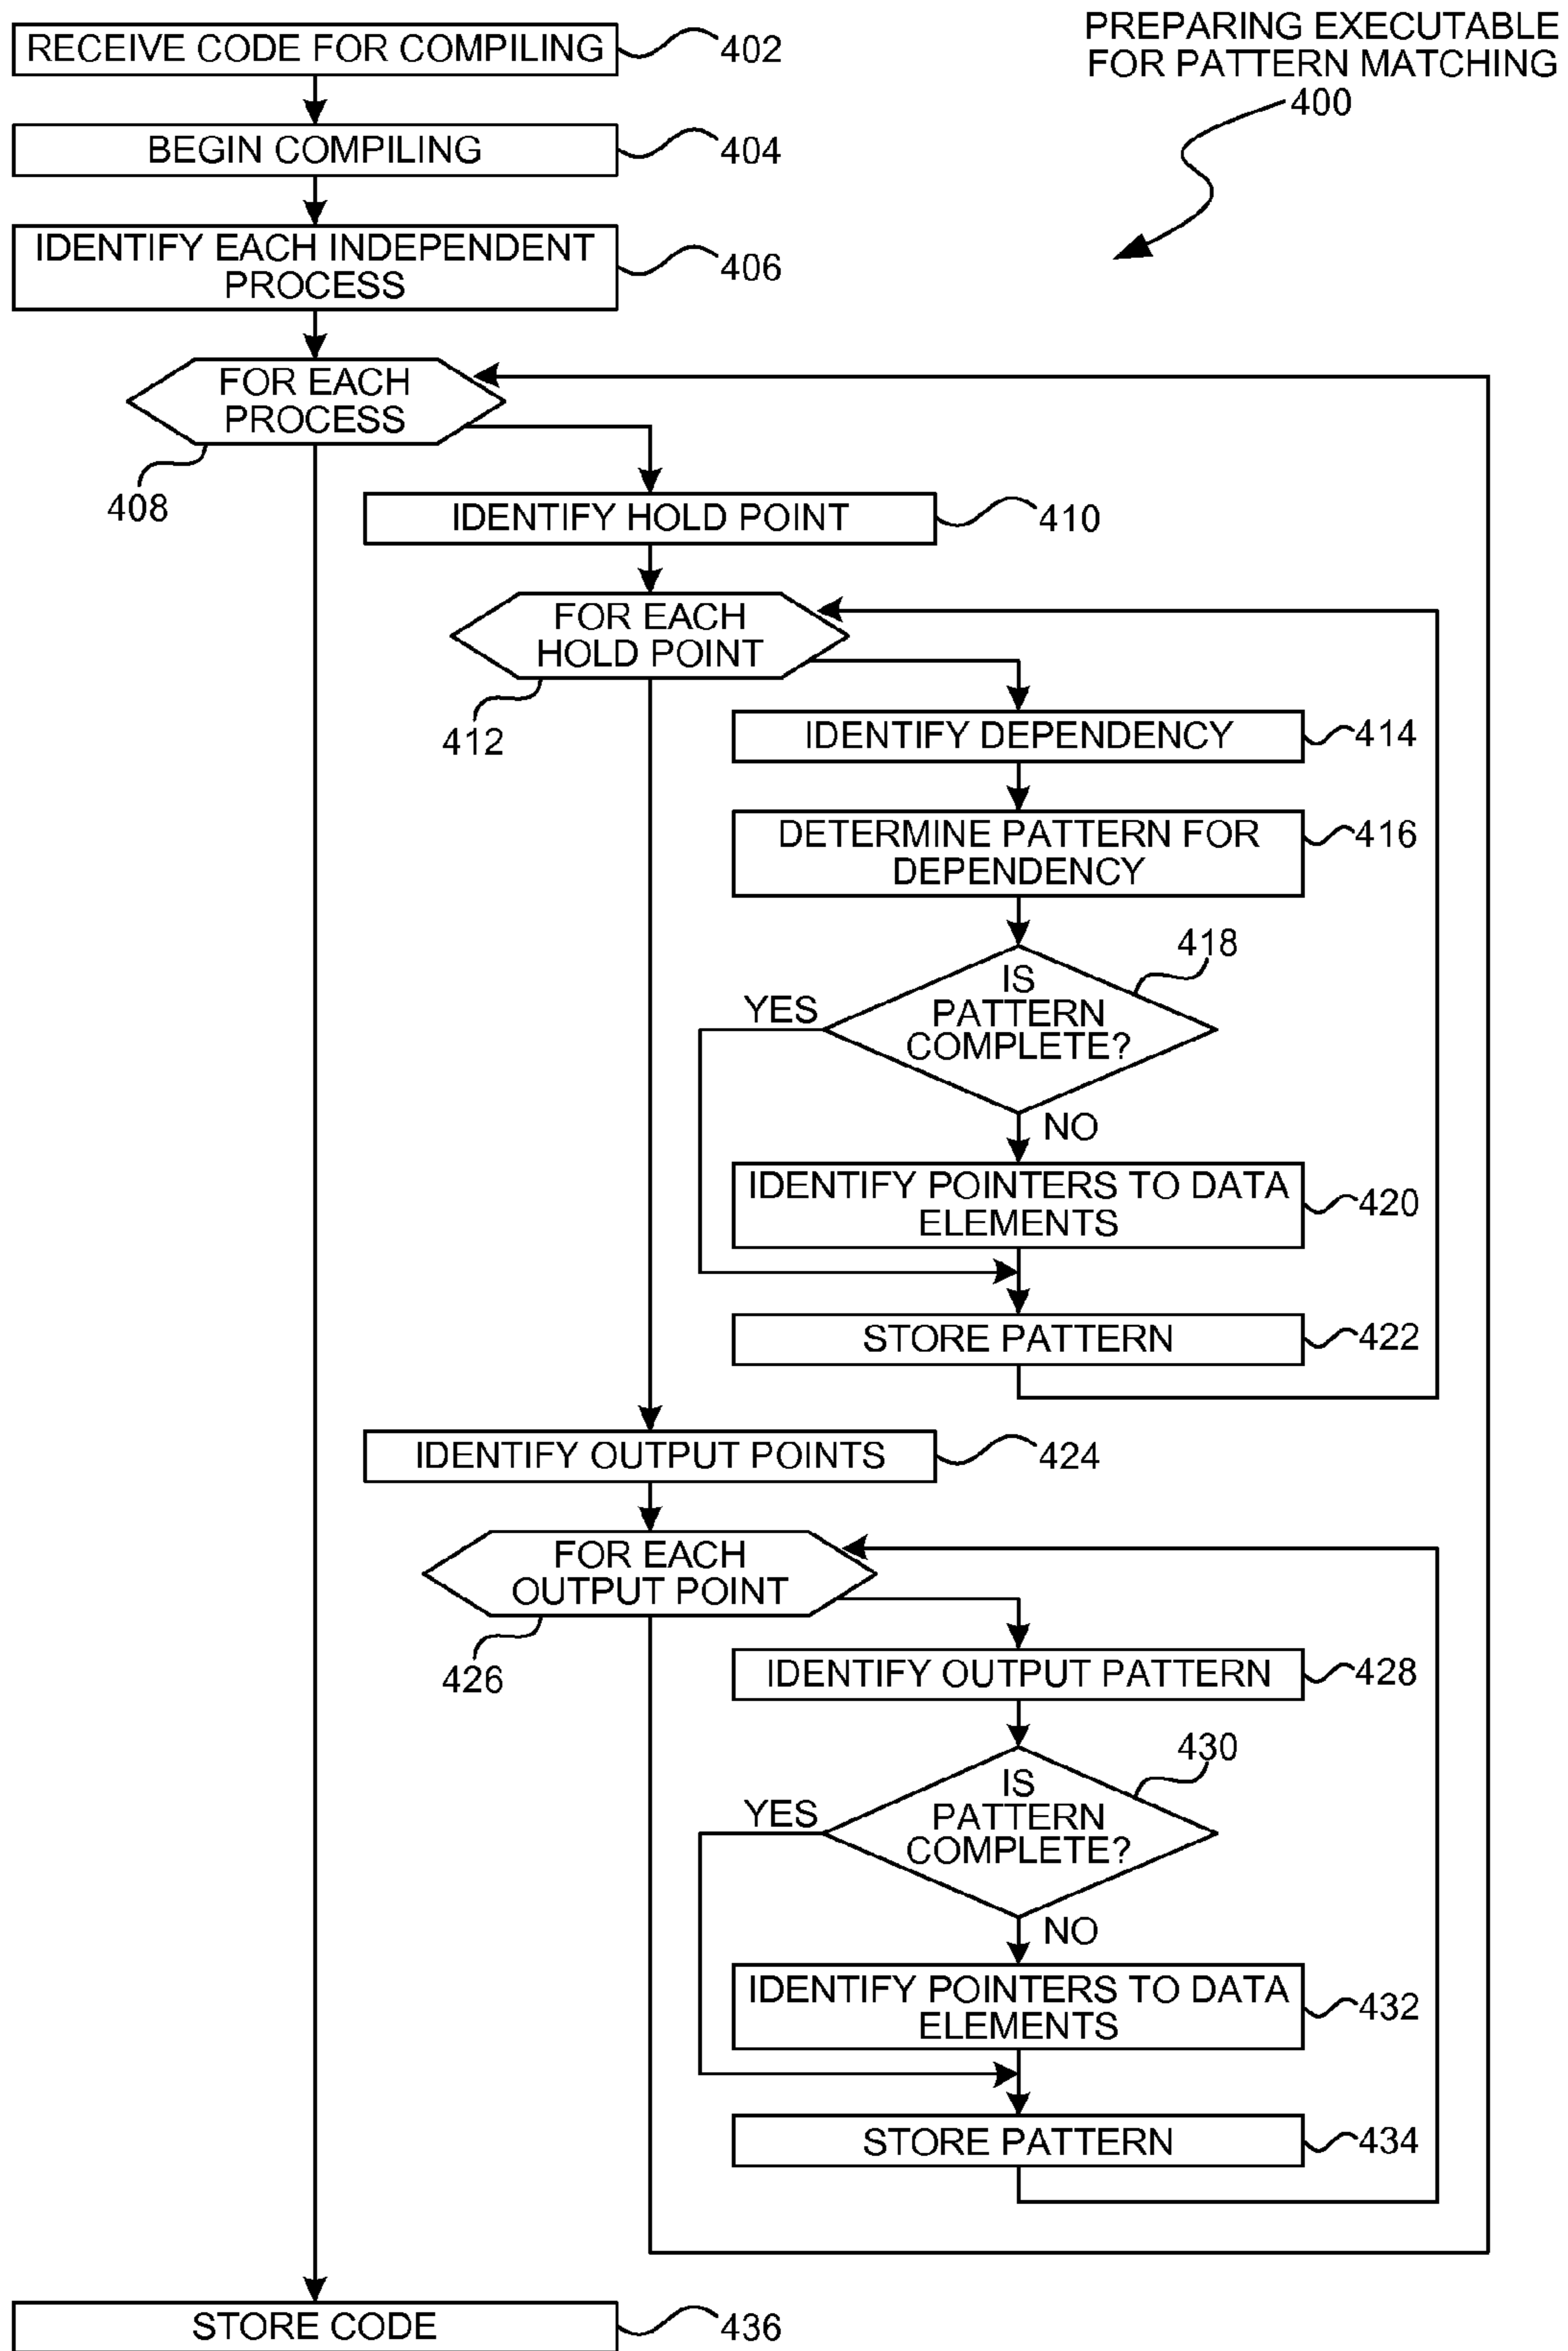 PREPARING EXECUTABLE
FOR PATTERN MATCHING
400
RECEIVE CODE FOR COMPILING
402
BEGIN COMPILING
404
IDENTIFY EACH INDEPENDENT
PROCESS
406
FOR EACH
PROCESS
408
IDENTIFY HOLD POINT
410
FOR EACH
HOLD POINT
412
IDENTIFY DEPENDENCY
414
DETERMINE PATTERN FOR
DEPENDENCY
416
IS
PATTERN
COMPLETE?
418
YES
NO
IDENTIFY POINTERS TO DATA
ELEMENTS
420
STORE PATTERN
422
IDENTIFY OUTPUT POINTS
424
FOR EACH
OUTPUT POINT
426
IDENTIFY OUTPUT PATTERN
428
IS
PATTERN
COMPLETE?
430
YES
NO
IDENTIFY POINTERS TO DATA
ELEMENTS
432
STORE PATTERN
434
STORE CODE
436